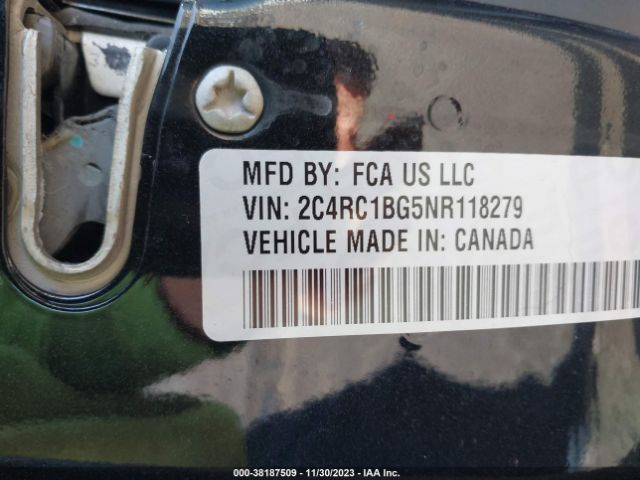 MFD BY: FCA US LLC
VIN: 2C4RC1BG5NR118279
VEHICLE MADE IN: CANADA
000-38187509 - 11/30/2023 - IAA Inc.